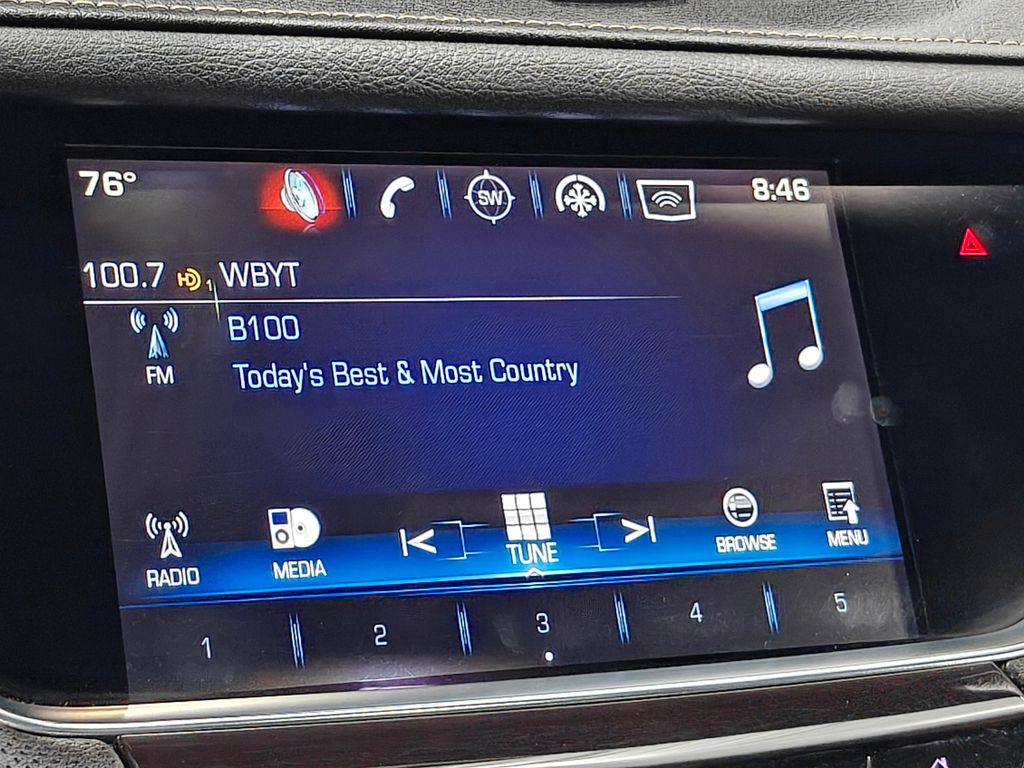 76°
SW
8:46
100.7 HD 1 WBYT
FM
B100
Today's Best & Most Country
RADIO
MEDIA
TUNE
BROWSE
MENU
1 2 3 4 5